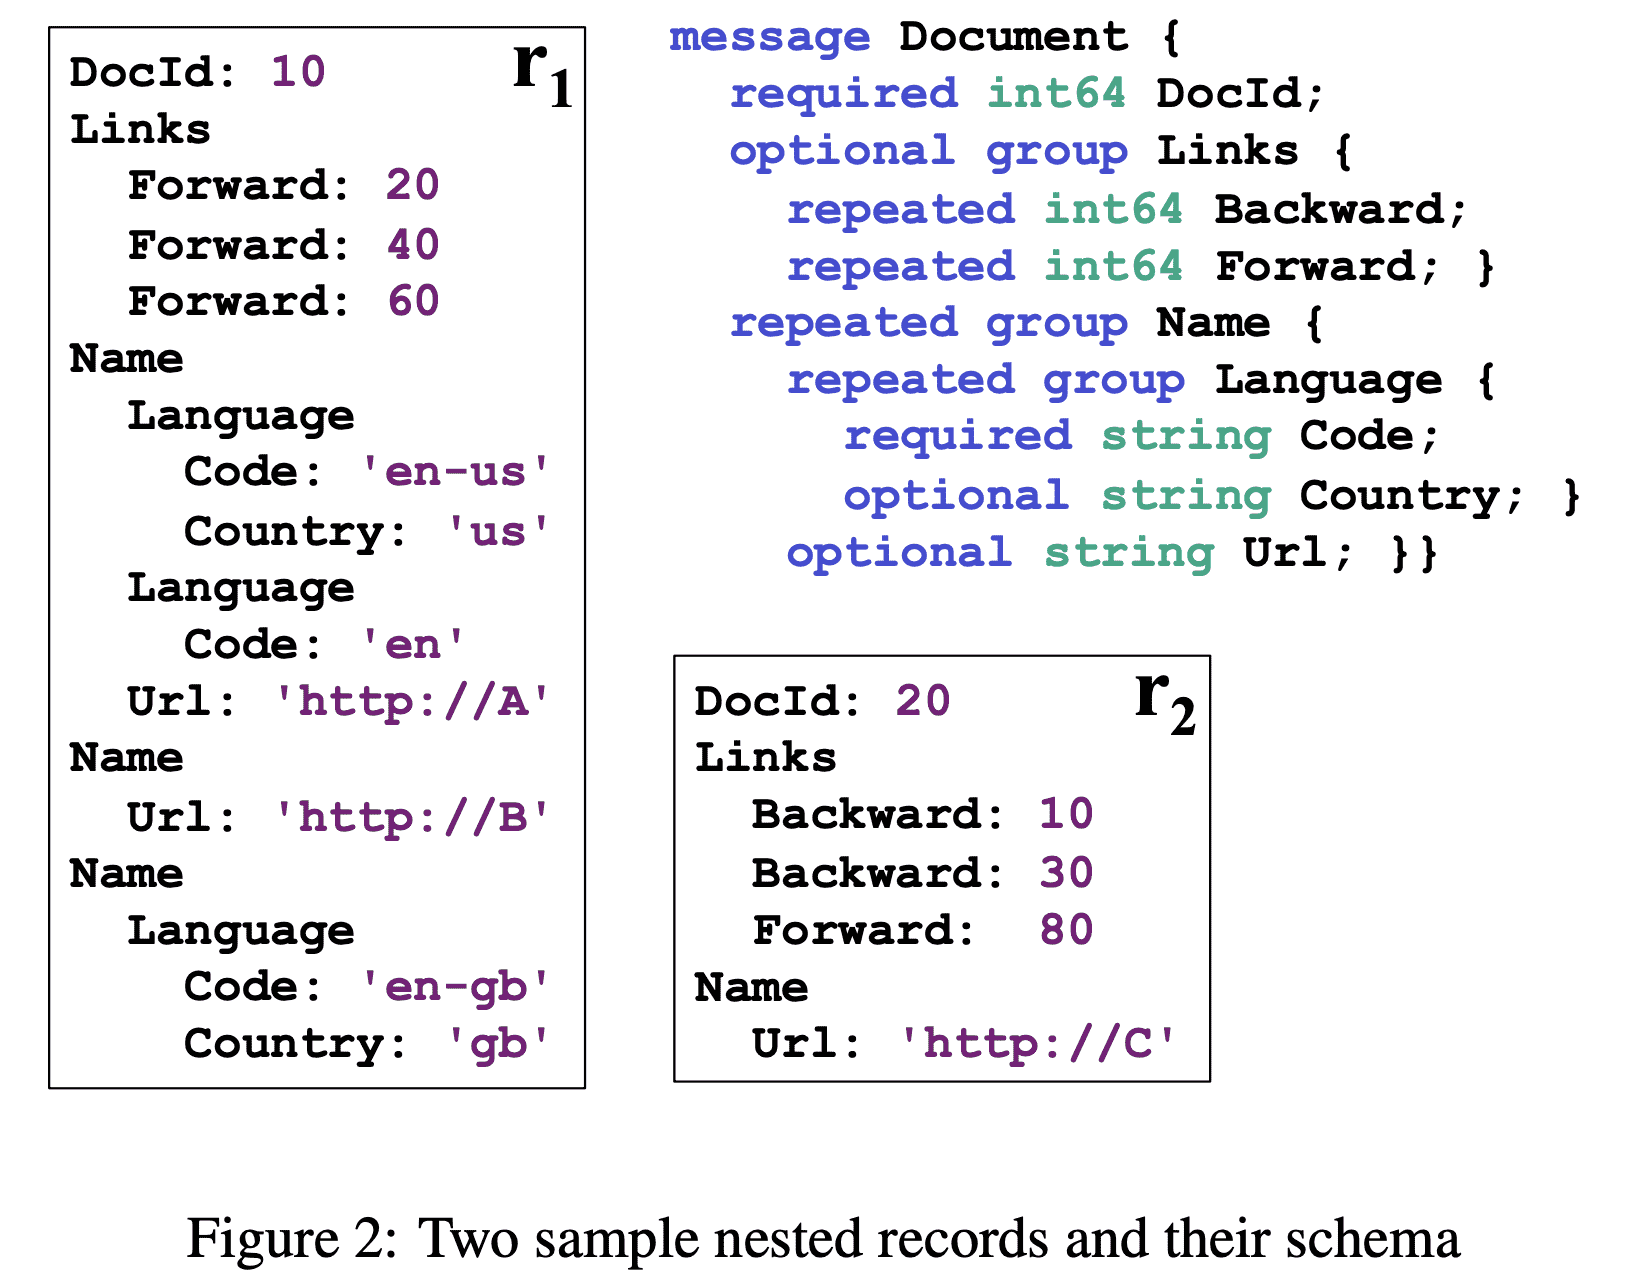 DocId: 10 r1
Links
Forward: 20
Forward: 40
Forward: 60
Name
Language
Code: 'en-us'
Country: 'us'
Language
Code: 'en'
Url: 'http://A'
Name
Url: 'http://B'
Name
Language
Code: 'en-gb'
Country: 'gb'
message Document {
required int64 DocId;
optional group Links {
repeated int64 Backward;
repeated int64 Forward; }
repeated group Name {
repeated group Language {
required string Code;
optional string Country; }
optional string Url; }}
DocId: 20 r2
Links
Backward: 10
Backward: 30
Forward: 80
Name
Url: 'http://C'
Figure 2: Two sample nested records and their schema